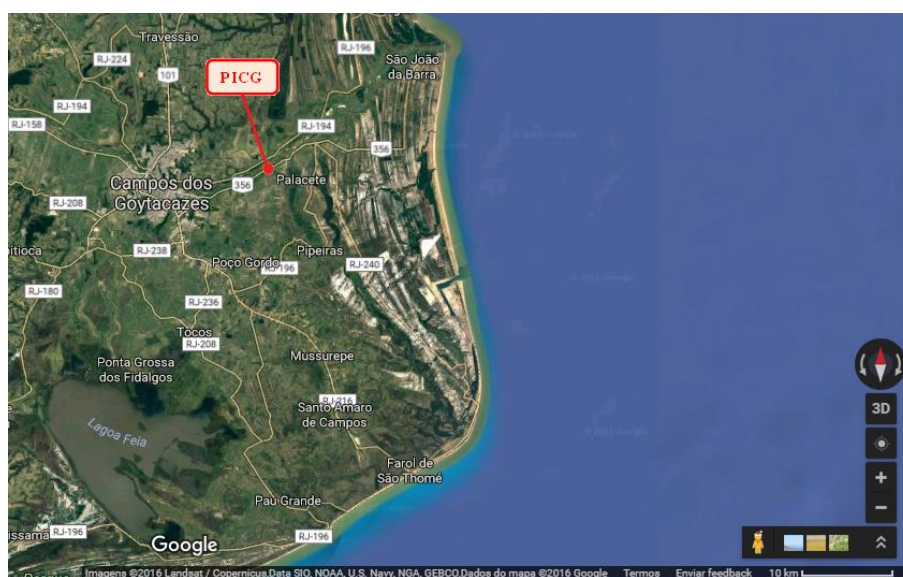 Travessão
RJ-196
RJ-224
São João
da Barra
101
PICG
RJ-194
RJ-194
RJ-158
356
Palacete
356
Campos dos
Goytacazes
RJ-208
RJ-238
Pipeiras
Poço Gordo
RJ-196
RJ-240
RJ-180
RJ-236
Tocos
RJ-208
Mussurepe
Ponta Grossa
dos Fidalgos
3D
RJ-216
Santo Amaro
de Campos
Lagoa Feia
© 2016 Google
Farol de
São Thomé
Pau Grande
RJ-196
RJ-196
Google
Imagens ©2016 Landsat / Copernicus,Data SIO, NOAA, U.S. Navy, NGA, GEBCO,Dados do mapa ©2016 Google Termos Enviar feedback 10 km